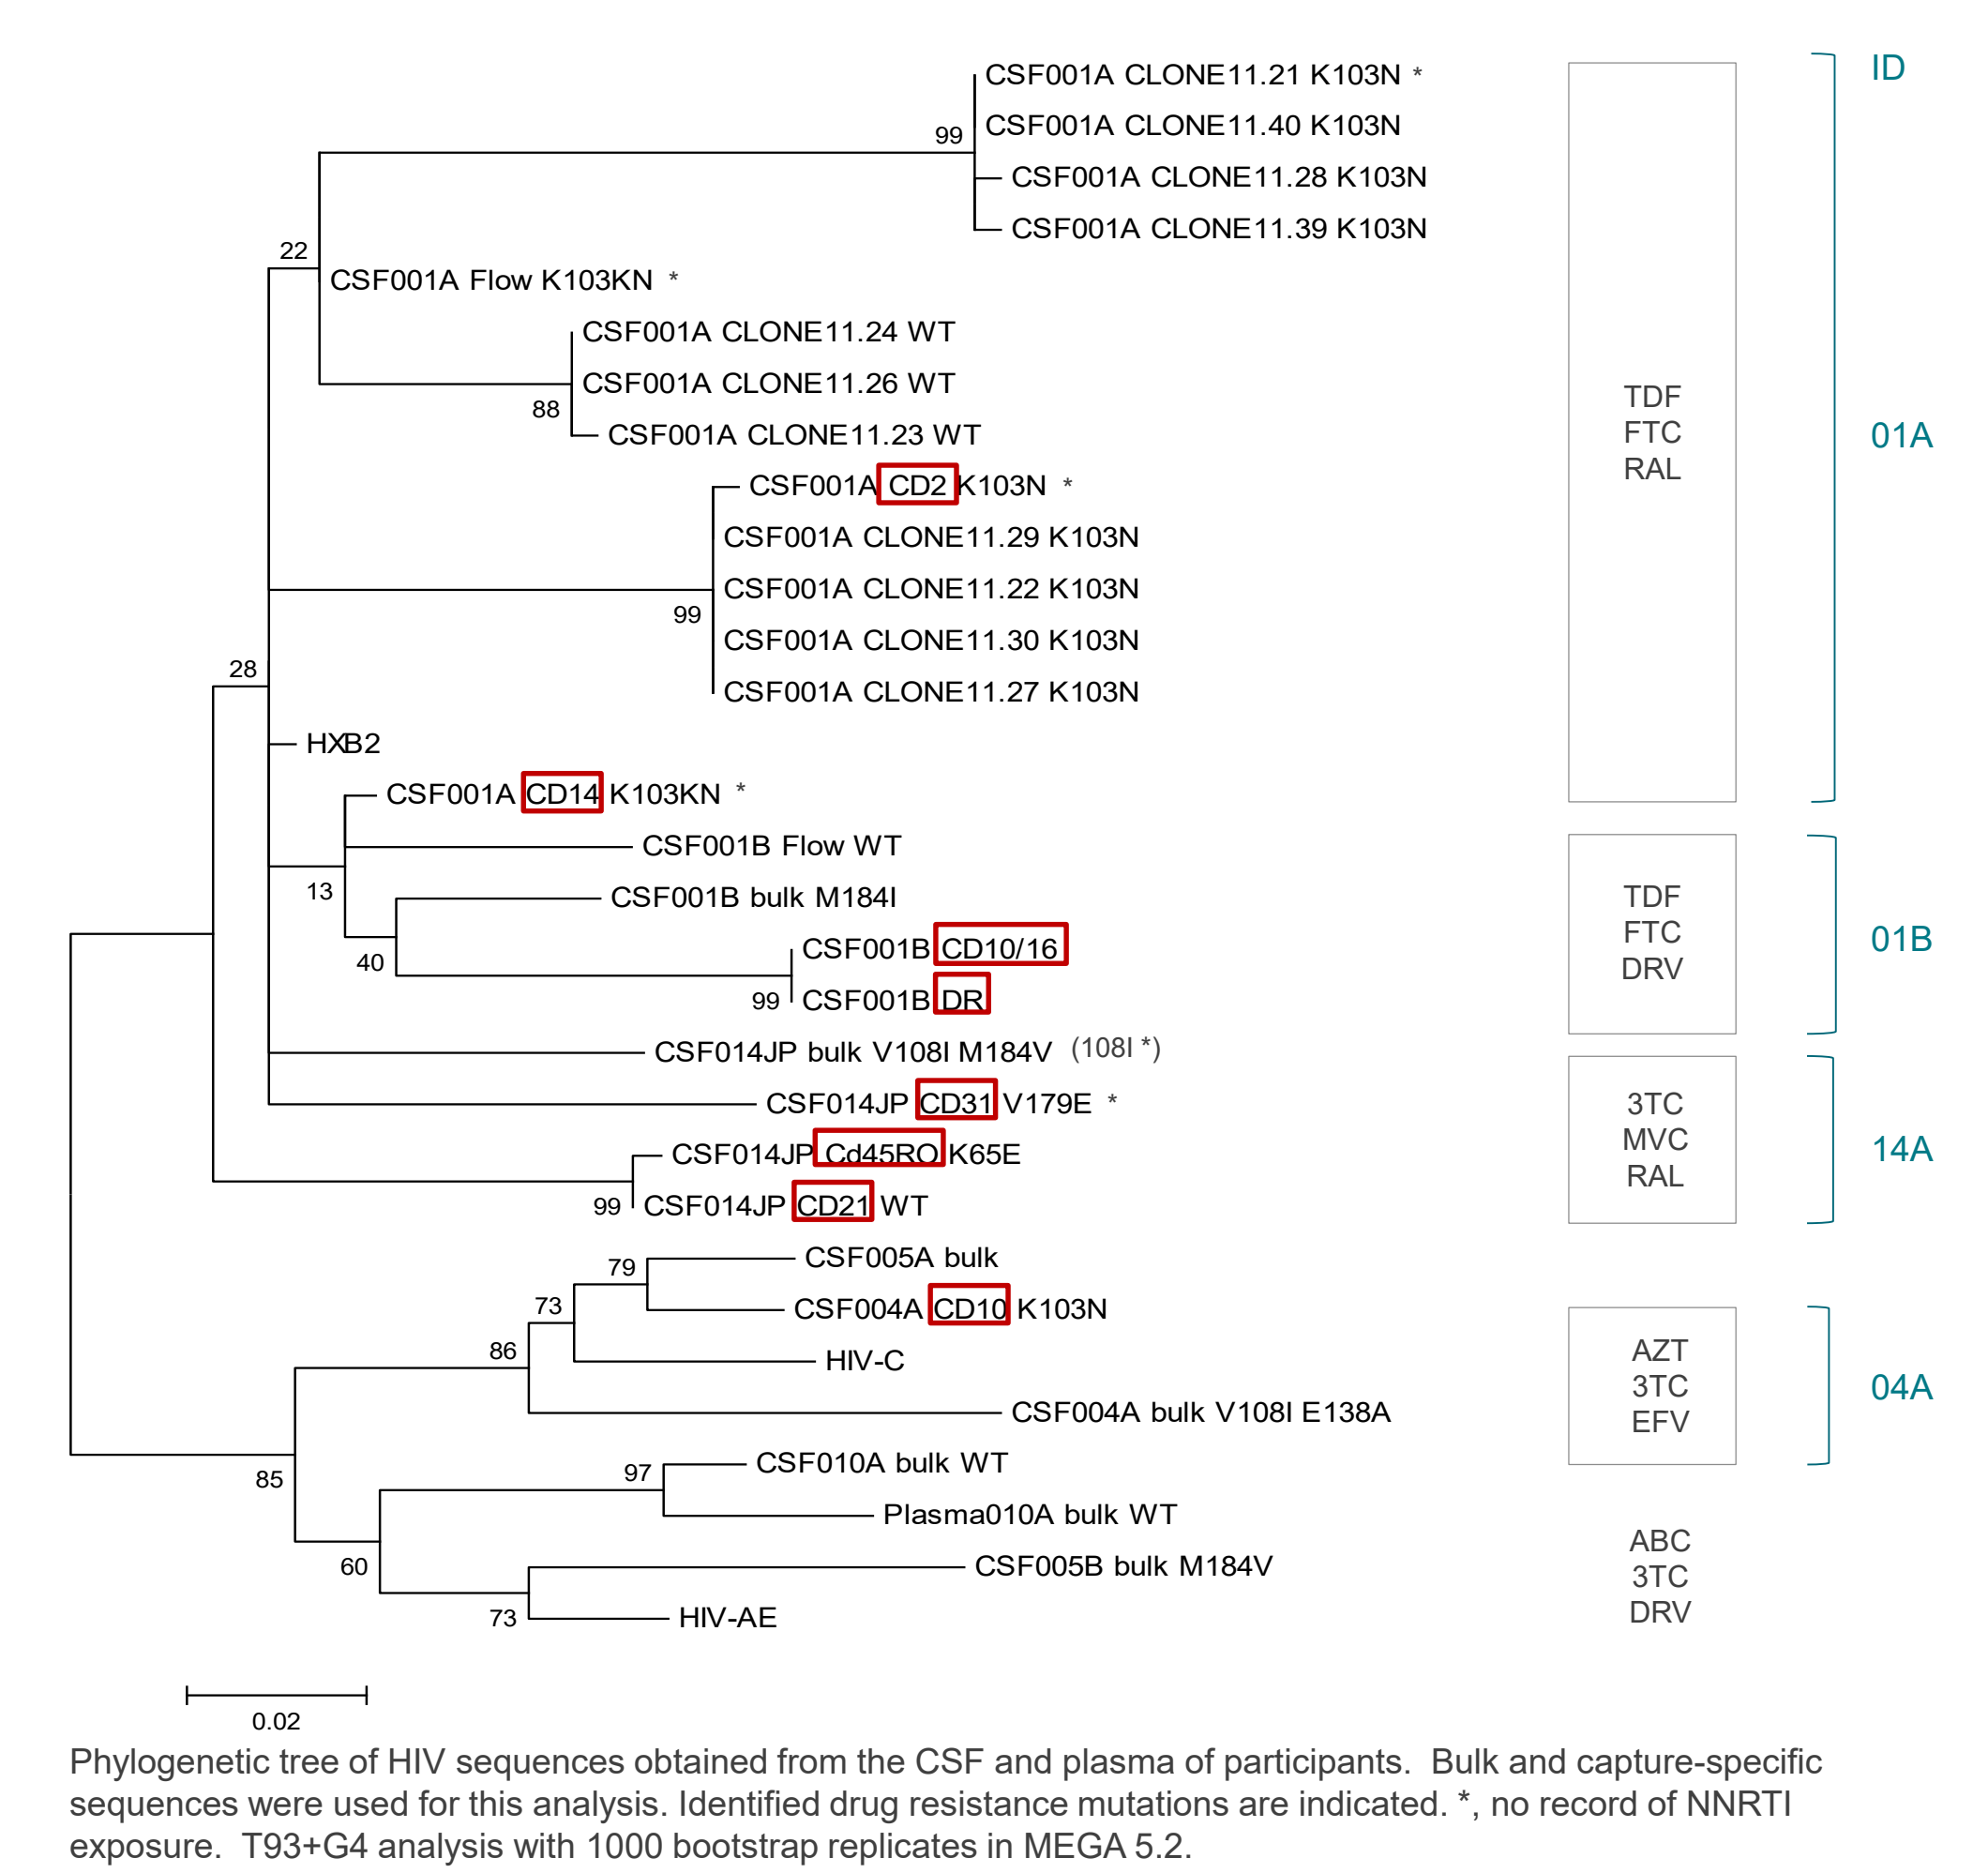 ID
CSF001A CLONE11.21 K103N *
CSF001A CLONE11.40 K103N
99
CSF001A CLONE11.28 K103N
CSF001A CLONE11.39 K103N
22
CSF001A Flow K103KN *
CSF001A CLONE11.24 WT
CSF001A CLONE11.26 WT
88
CSF001A CLONE11.23 WT
TDF
FTC
RAL
01A
CSF001A CD2 K103N *
CSF001A CLONE11.29 K103N
CSF001A CLONE11.22 K103N
99
CSF001A CLONE11.30 K103N
CSF001A CLONE11.27 K103N
28
HXB2
CSF001A CD14 K103KN *
CSF001B Flow WT
13
CSF001B bulk M184I
40
CSF001B CD10/16
99
CSF001B DR
TDF
FTC
DRV
01B
CSF014JP bulk V108I M184V (108I *)
CSF014JP CD31 V179E *
CSF014JP Cd45RO K65E
99
CSF014JP CD21 WT
3TC
MVC
RAL
14A
CSF005A bulk
79
CSF004A CD10 K103N
73
HIV-C
86
CSF004A bulk V108I E138A
AZT
3TC
EFV
04A
CSF010A bulk WT
97
85
Plasma010A bulk WT
60
CSF005B bulk M184V
73
HIV-AE
ABC
3TC
DRV
0.02
Phylogenetic tree of HIV sequences obtained from the CSF and plasma of participants. Bulk and capture-specific
sequences were used for this analysis. Identified drug resistance mutations are indicated. *, no record of NNRTI
exposure. T93+G4 analysis with 1000 bootstrap replicates in MEGA 5.2.